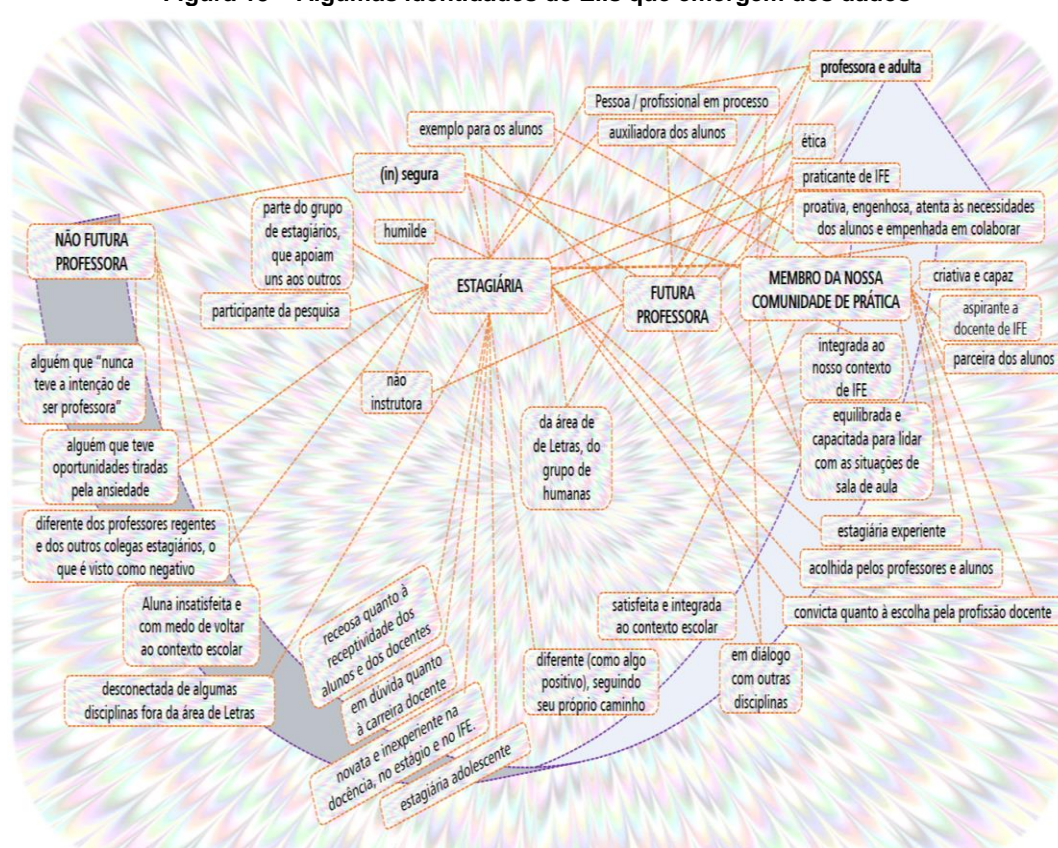 professora e adulta
Pessoa / profissional em processo
exemplo para os alunos
auxiliadora dos alunos
ética
(in) segura
praticante de IFE
parte do grupo
de estagiários,
que apoiam
uns aos outros
humilde
proativa, engenhosa, atenta às necessidades
dos alunos e empenhada em colaborar
NÃO FUTURA
PROFESSORA
ESTAGIÁRIA
FUTURA
PROFESSORA
MEMBRO DA NOSSA
COMUNIDADE DE PRÁTICA
criativa e capaz
participante da pesquisa
aspirante a
docente de IFE
integrada ao
nosso contexto
de IFE
parceira dos alunos
alguém que "nunca
teve a intenção de
ser professora"
não
instrutora
da área de
de Letras, do
grupo de
humanas
equilibrada e
capacitada para lidar
com as situações de
sala de aula
alguém que teve
oportunidades tiradas
pela ansiedade
diferente dos professores regentes
e dos outros colegas estagiários, o
que é visto como negativo
estagiária experiente
acolhida pelos professores e alunos
Aluna insatisfeita e
com medo de voltar
ao contexto escolar
receosa quanto à
receptividade dos
alunos e dos docentes
satisfeita e integrada
ao contexto escolar
convicta quanto à escolha pela profissão docente
desconectada de algumas
disciplinas fora da área de Letras
em dúvida quanto
à carreira docente
diferente (como algo
positivo), seguindo
seu próprio caminho
em diálogo
com outras
disciplinas
novata e inexperiente na
docência, no estágio e no IFE.
estagiária adolescente